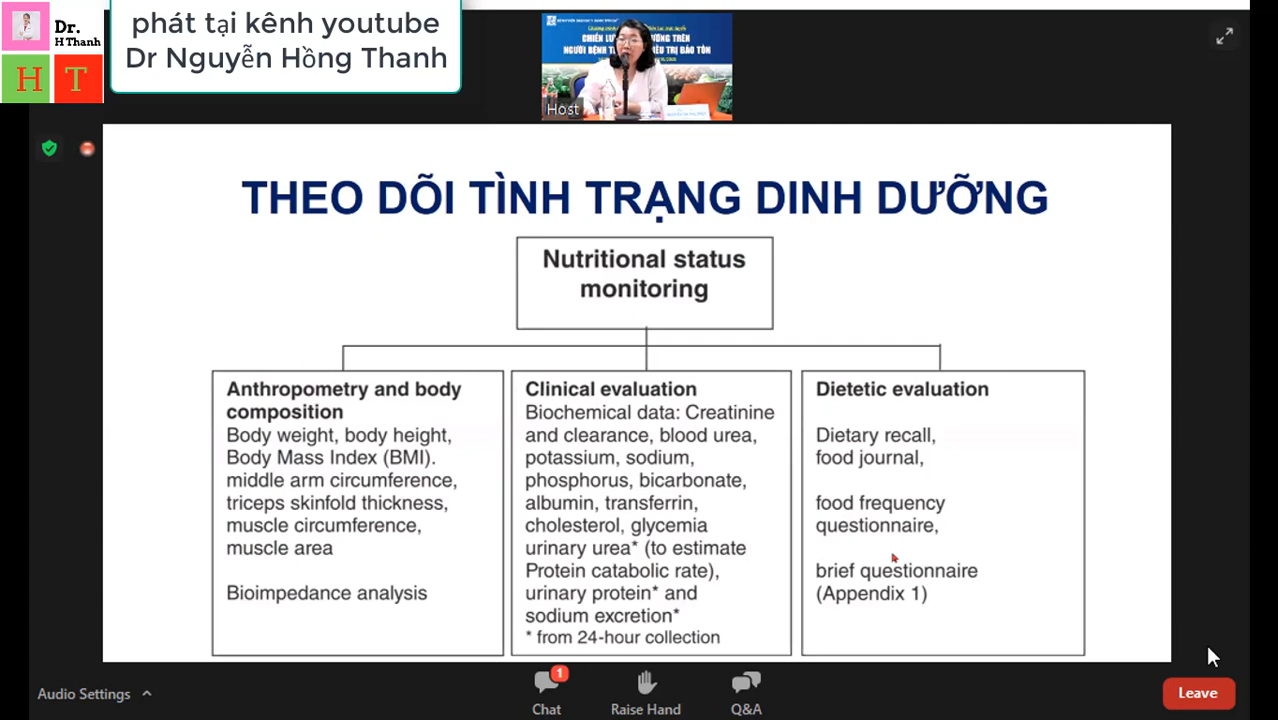 Dr.
H Thanh
H T
phát tại kênh youtube
Dr Nguyễn Hồng Thanh
NGƯỜI BỆNH
Host
THEO DÕI TÌNH TRẠNG DINH DƯỠNG
Nutritional status
monitoring
Anthropometry and body
composition
Body weight, body height,
Body Mass Index (BMI).
middle arm circumference,
triceps skinfold thickness,
muscle circumference,
muscle area
Bioimpedance analysis
Clinical evaluation
Biochemical data: Creatinine
and clearance, blood urea,
potassium, sodium,
phosphorus, bicarbonate,
albumin, transferrin,
cholesterol, glycemia
urinary urea* (to estimate
Protein catabolic rate),
urinary protein* and
sodium excretion*
* from 24-hour collection
Dietetic evaluation
Dietary recall,
food journal,
food frequency
questionnaire,
brief questionnaire
(Appendix 1)
Audio Settings
1
Chat
Raise Hand
Q&A
Leave